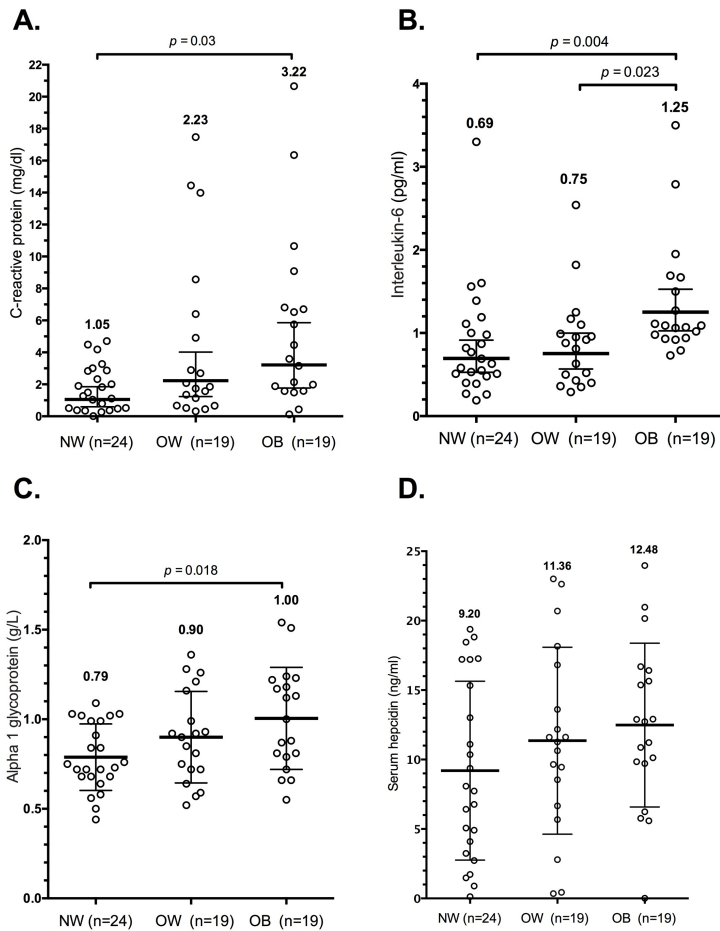 A.
p = 0.03
C-reactive protein (mg/dl)
22
20
18
16
14
12
10
8
6
4
2
0
1.05
2.23
3.22
NW (n=24) OW (n=19) OB (n=19)
B.
p = 0.004
p = 0.023
Interleukin-6 (pg/ml)
4
3
2
1
0
0.69
0.75
1.25
NW (n=24) OW (n=19) OB (n=19)
C.
p = 0.018
Alpha 1 glycoprotein (g/L)
2.0
1.5
1.0
0.5
0.0
0.79
0.90
1.00
NW (n=24) OW (n=19) OB (n=19)
D.
Serum hepcidin (ng/ml)
25
20
15
10
5
0
9.20
11.36
12.48
NW (n=24) OW (n=19) OB (n=19)